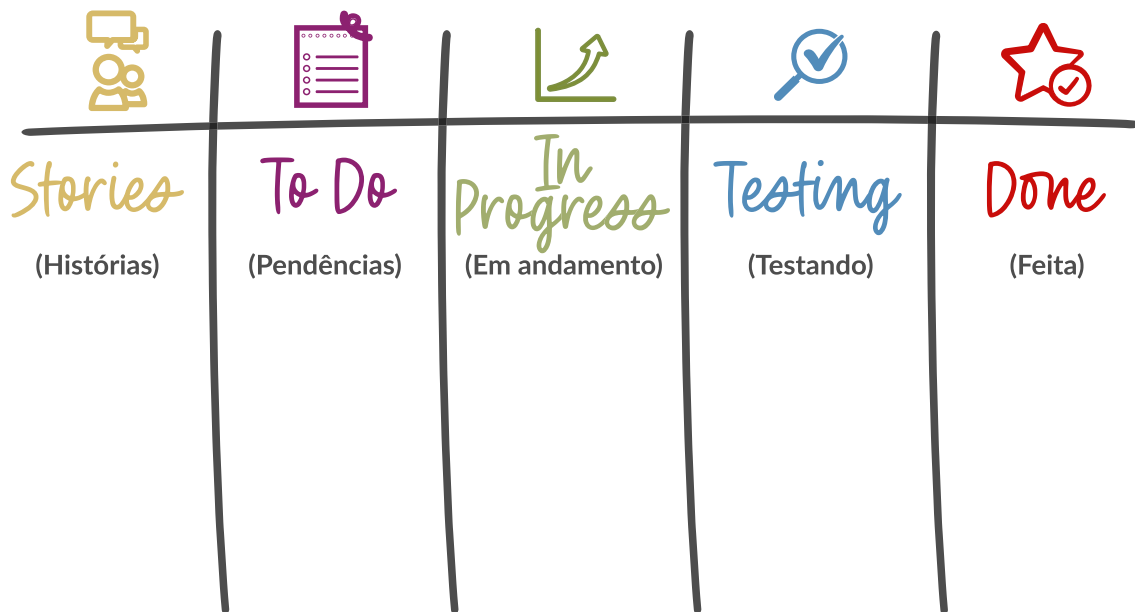 Stories
(Histórias)
To Do
(Pendências)
In
Progress
(Em andamento)
Testing
(Testando)
Done
(Feita)